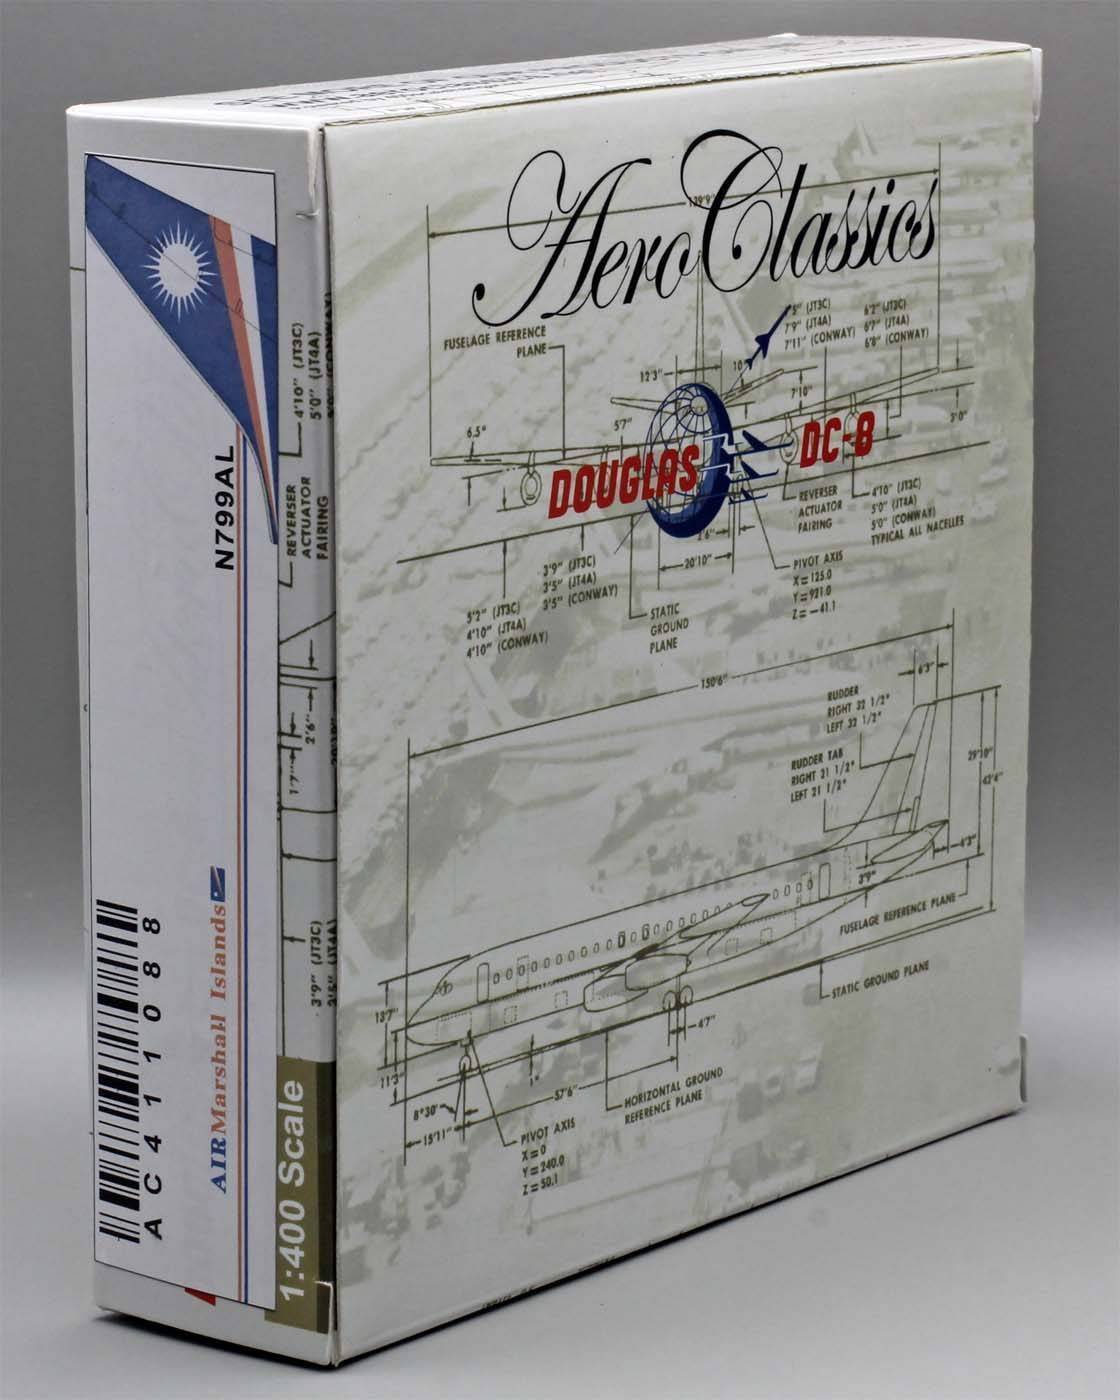 Aero Classics
139'9"
FUSELAGE REFERENCE
PLANE
7'9" (JT4A)
7'11" (CONWAY)
6'2" (JT3C)
6'7" (JT4A)
6'8" (CONWAY)
12'3"
7'10"
6.5°
5'7"
5'0"
DOUGLAS
DC-8
REVERSER
ACTUATOR
FAIRING
4'10" (JT3C)
5'0" (JT4A)
5'0" (CONWAY)
TYPICAL ALL NACELLES
2'6"
20'10"
3'9" (JT3C)
3'5" (JT4A)
3'5" (CONWAY)
PIVOT AXIS
X=125.0
Y=921.0
Z=-41.1
5'2" (JT3C)
4'10" (JT4A)
4'10" (CONWAY)
STATIC
GROUND
PLANE
150'6"
6'3"
RUDDER
RIGHT 32 1/2°
LEFT 32 1/2°
RUDDER TAB
RIGHT 21 1/2°
LEFT 21 1/2°
29'10"
42'4"
4'3"
3'9"
FUSELAGE REFERENCE PLANE
STATIC GROUND PLANE
13'7"
11'3"
4'7"
1°
57'6"
8°30'
15'11"
HORIZONTAL GROUND
REFERENCE PLANE
PIVOT AXIS
X=0
Y=240.0
Z=50.1
N799AL
AIR Marshall Islands
AC411088
1:400 Scale
4'10" (JT3C)
5'0" (JT4A)
REVERSER
ACTUATOR
FAIRING
2'6"
1'7"
3'9" (JT3C)